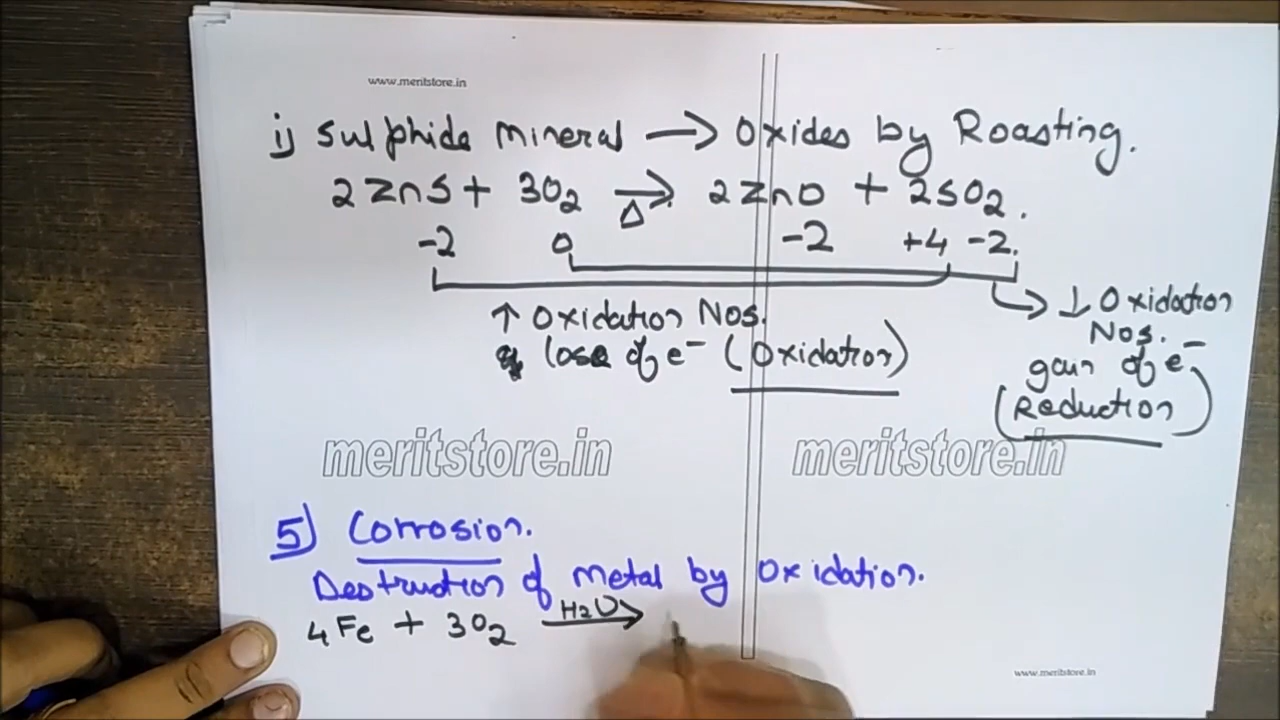 www.meritstore.in
i) Sulphide mineral → Oxides by Roasting.
2ZnS + 3O₂ →Δ 2ZnO + 2SO₂.
-2 0 -2 +4 -2.
↑ Oxidation Nos.
lose of e⁻ (Oxidation)
↓ Oxidation
Nos.
gain of e⁻
(Reduction)
meritstore.in meritstore.in
5) Corrosion.
Destruction of metal by Oxidation.
4Fe + 3O₂ H₂O→
www.meritstore.in